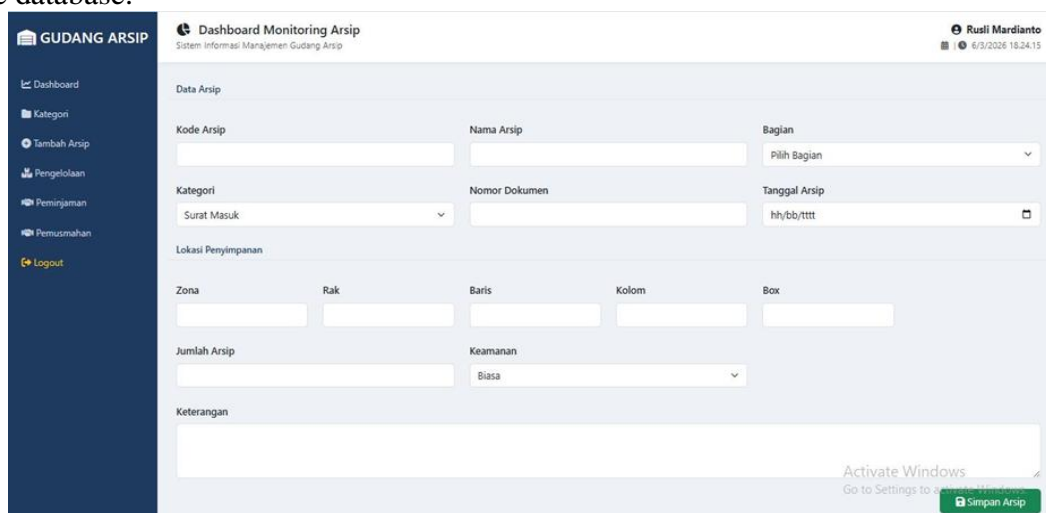 e database.
GUDANG ARSIP
Dashboard Monitoring Arsip
Sistem Informasi Manajemen Gudang Arsip
Rusli Mardianto
| 6/3/2026 18.24.15
Dashboard
Kategori
Tambah Arsip
Pengelolaan
Peminjaman
Pemusmahan
Logout
Data Arsip
Kode Arsip Nama Arsip Bagian
Pilih Bagian
Kategori Nomor Dokumen Tanggal Arsip
Surat Masuk hh/bb/tttt
Lokasi Penyimpanan
Zona Rak Baris Kolom Box
Jumlah Arsip Keamanan
Biasa
Keterangan
Activate Windows
Go to Settings to activate Windows.
Simpan Arsip